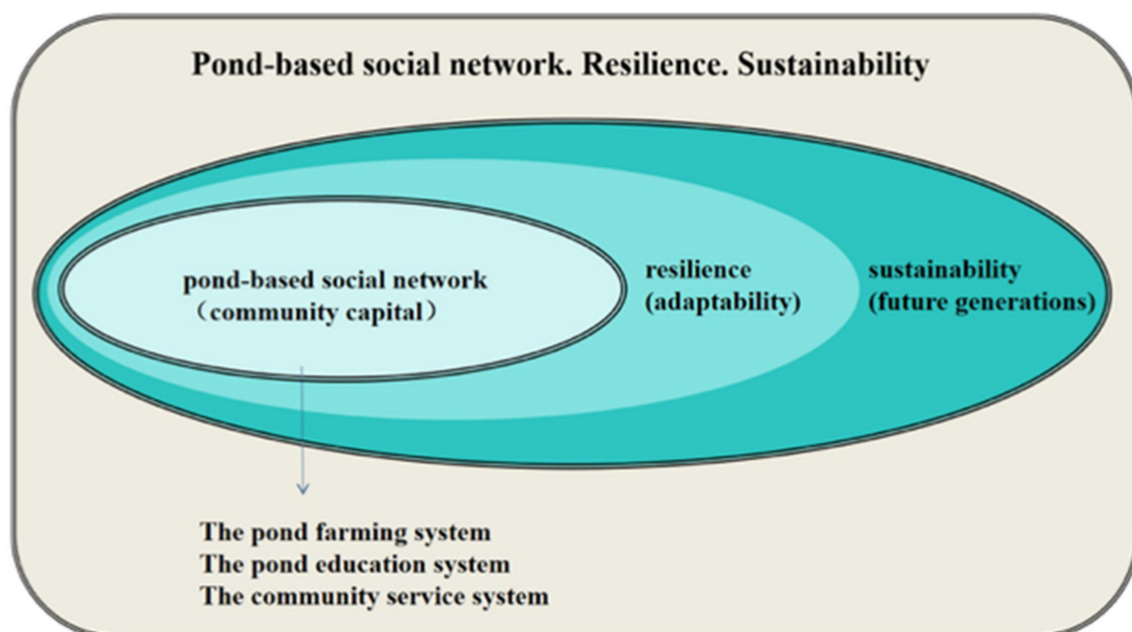 Pond-based social network. Resilience. Sustainability
pond-based social network
（community capital）
resilience
(adaptability)
sustainability
(future generations)
The pond farming system
The pond education system
The community service system